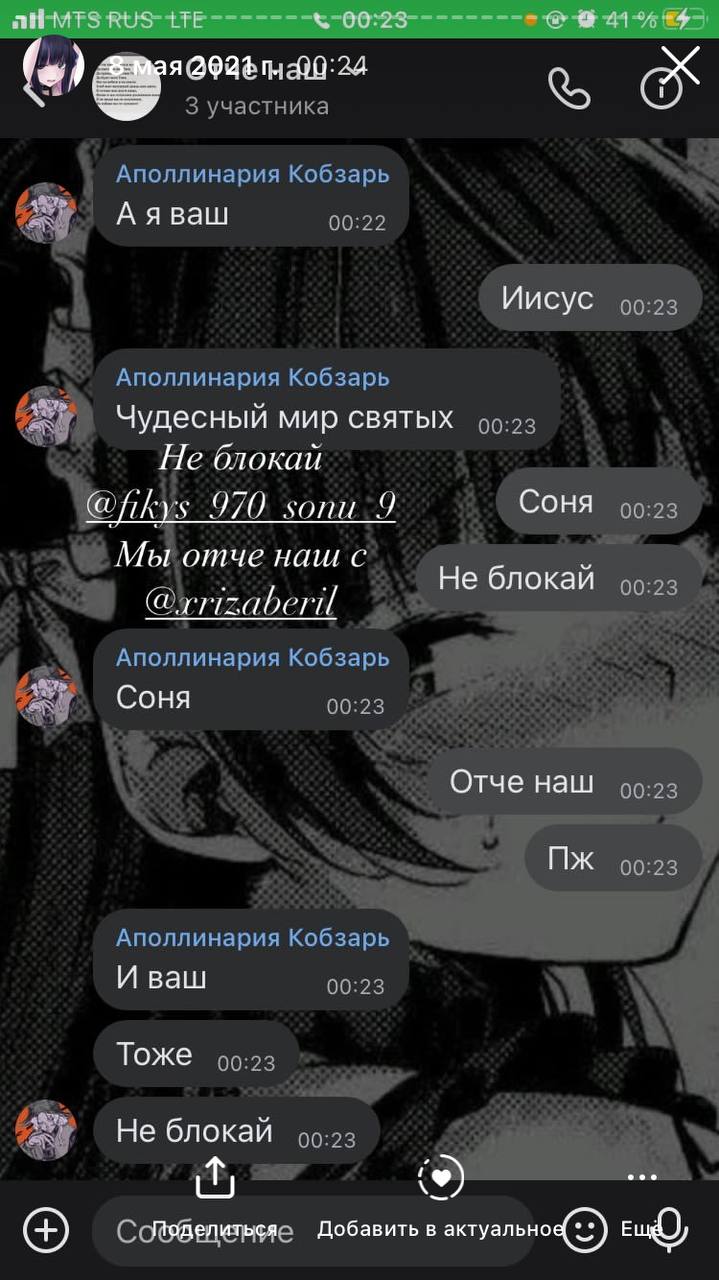 MTS RUS LTE 00:23 41 %
8 мая 2021 г. 00:24
Отче наш
3 участника
Аполлинария Кобзарь
А я ваш 00:22
Иисус 00:23
Аполлинария Кобзарь
Чудесный мир святых 00:23
Не блокай
@fikys_970_sonu_9
Мы отче наш с
@xrizaberil
Соня 00:23
Не блокай 00:23
Аполлинария Кобзарь
Соня 00:23
Отче наш 00:23
Пж 00:23
Аполлинария Кобзарь
И ваш 00:23
Тоже 00:23
Не блокай 00:23
Сообщение
Поделиться Добавить в актуальное Ещё